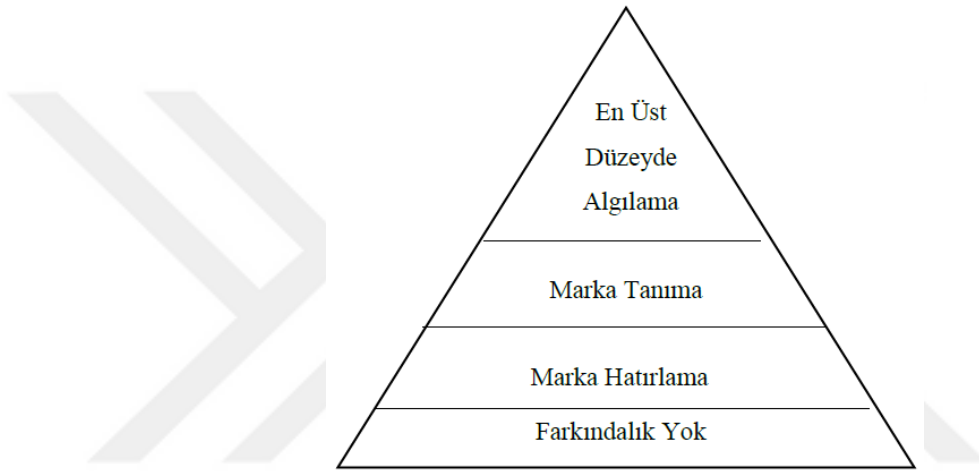 En Üst
Düzeyde
Algılama
Marka Tanıma
Marka Hatırlama
Farkındalık Yok